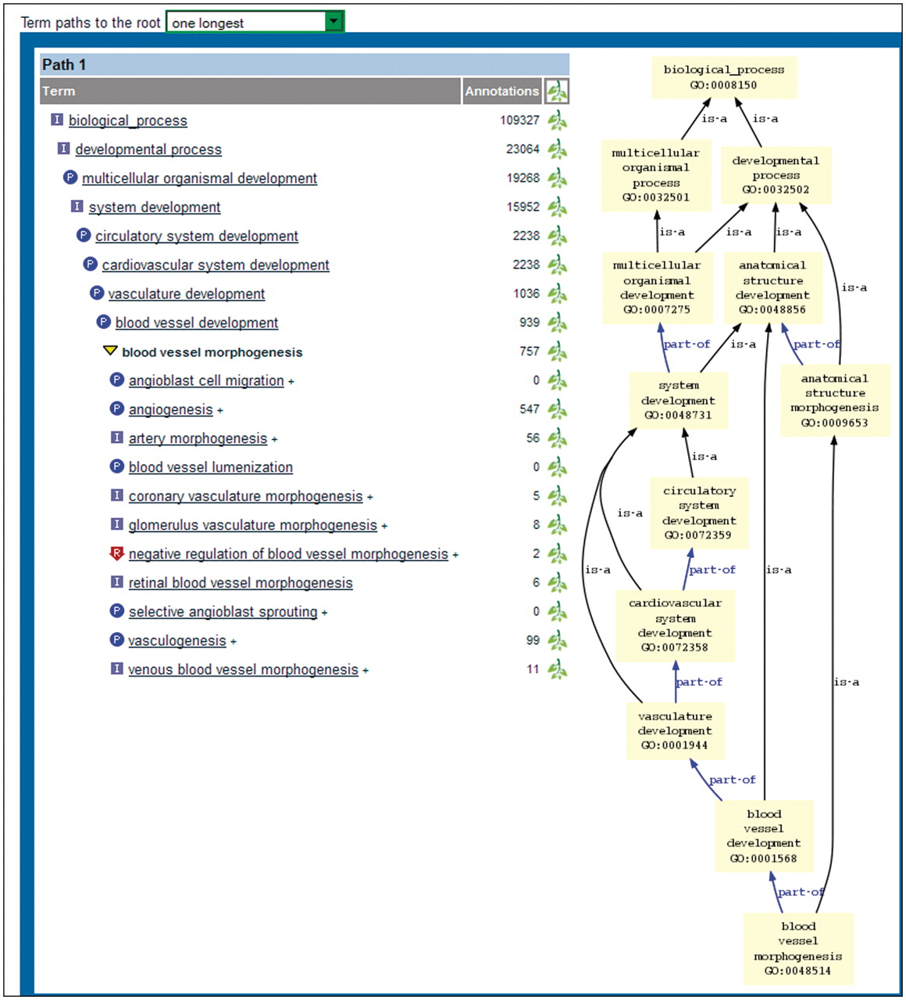 Term paths to the root one longest
Path 1
Term Annotations
I biological_process 109327
I developmental process 23064
P multicellular organismal development 19268
I system development 15952
P circulatory system development 2238
P cardiovascular system development 2238
P vasculature development 1036
P blood vessel development 939
blood vessel morphogenesis 757
P angioblast cell migration + 0
P angiogenesis + 547
I artery morphogenesis + 56
P blood vessel lumenization 0
I coronary vasculature morphogenesis + 5
I glomerulus vasculature morphogenesis + 8
R negative regulation of blood vessel morphogenesis + 2
I retinal blood vessel morphogenesis 6
P selective angioblast sprouting + 0
P vasculogenesis + 99
I venous blood vessel morphogenesis + 11
biological_process
GO:0008150
is-a
is-a
multicellular
organismal
process
GO:0032501
developmental
process
GO:0032502
is-a
is-a
is-a
is-a
multicellular
organismal
development
GO:0007275
anatomical
structure
development
GO:0048856
part-of
is-a
part-of
system
development
GO:0048731
anatomical
structure
morphogenesis
GO:0009653
is-a
circulatory
system
development
GO:0072359
is-a
is-a
part-of
is-a
cardiovascular
system
development
GO:0072358
part-of
is-a
vasculature
development
GO:0001944
part-of
blood
vessel
development
GO:0001568
part-of
blood
vessel
morphogenesis
GO:0048514